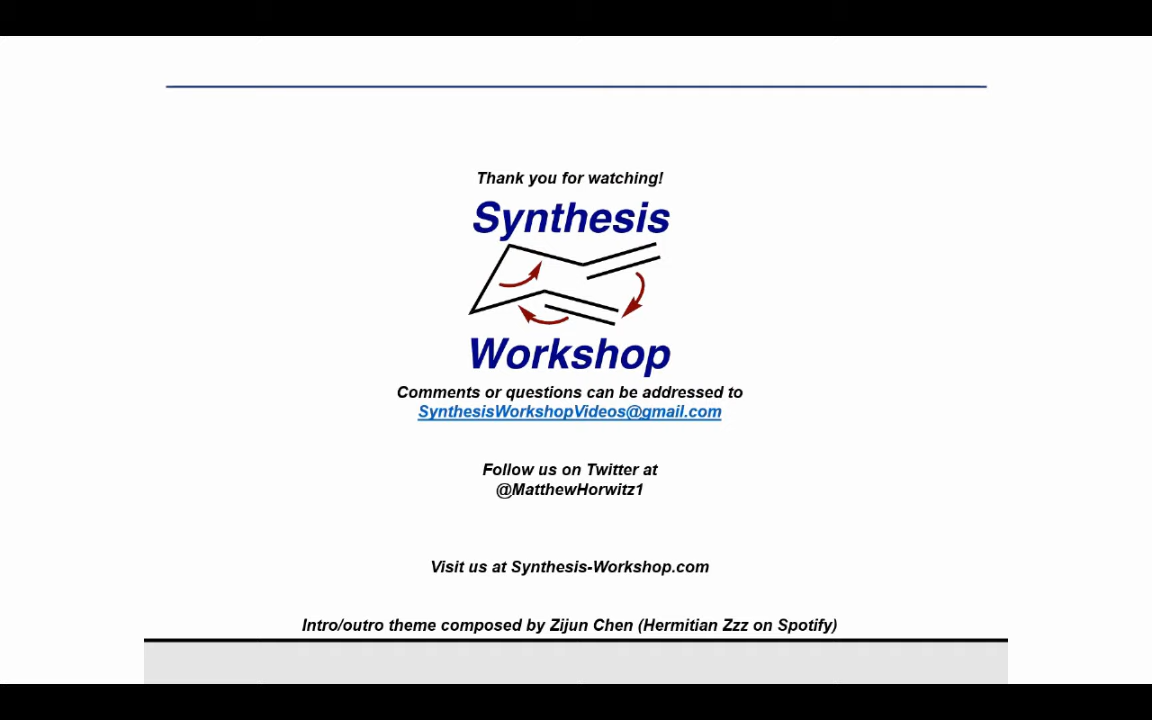 Thank you for watching!
Synthesis
Workshop
Comments or questions can be addressed to
SynthesisWorkshopVideos@gmail.com
Follow us on Twitter at
@MatthewHorwitz1
Visit us at Synthesis-Workshop.com
Intro/outro theme composed by Zijun Chen (Hermitian Zzz on Spotify)